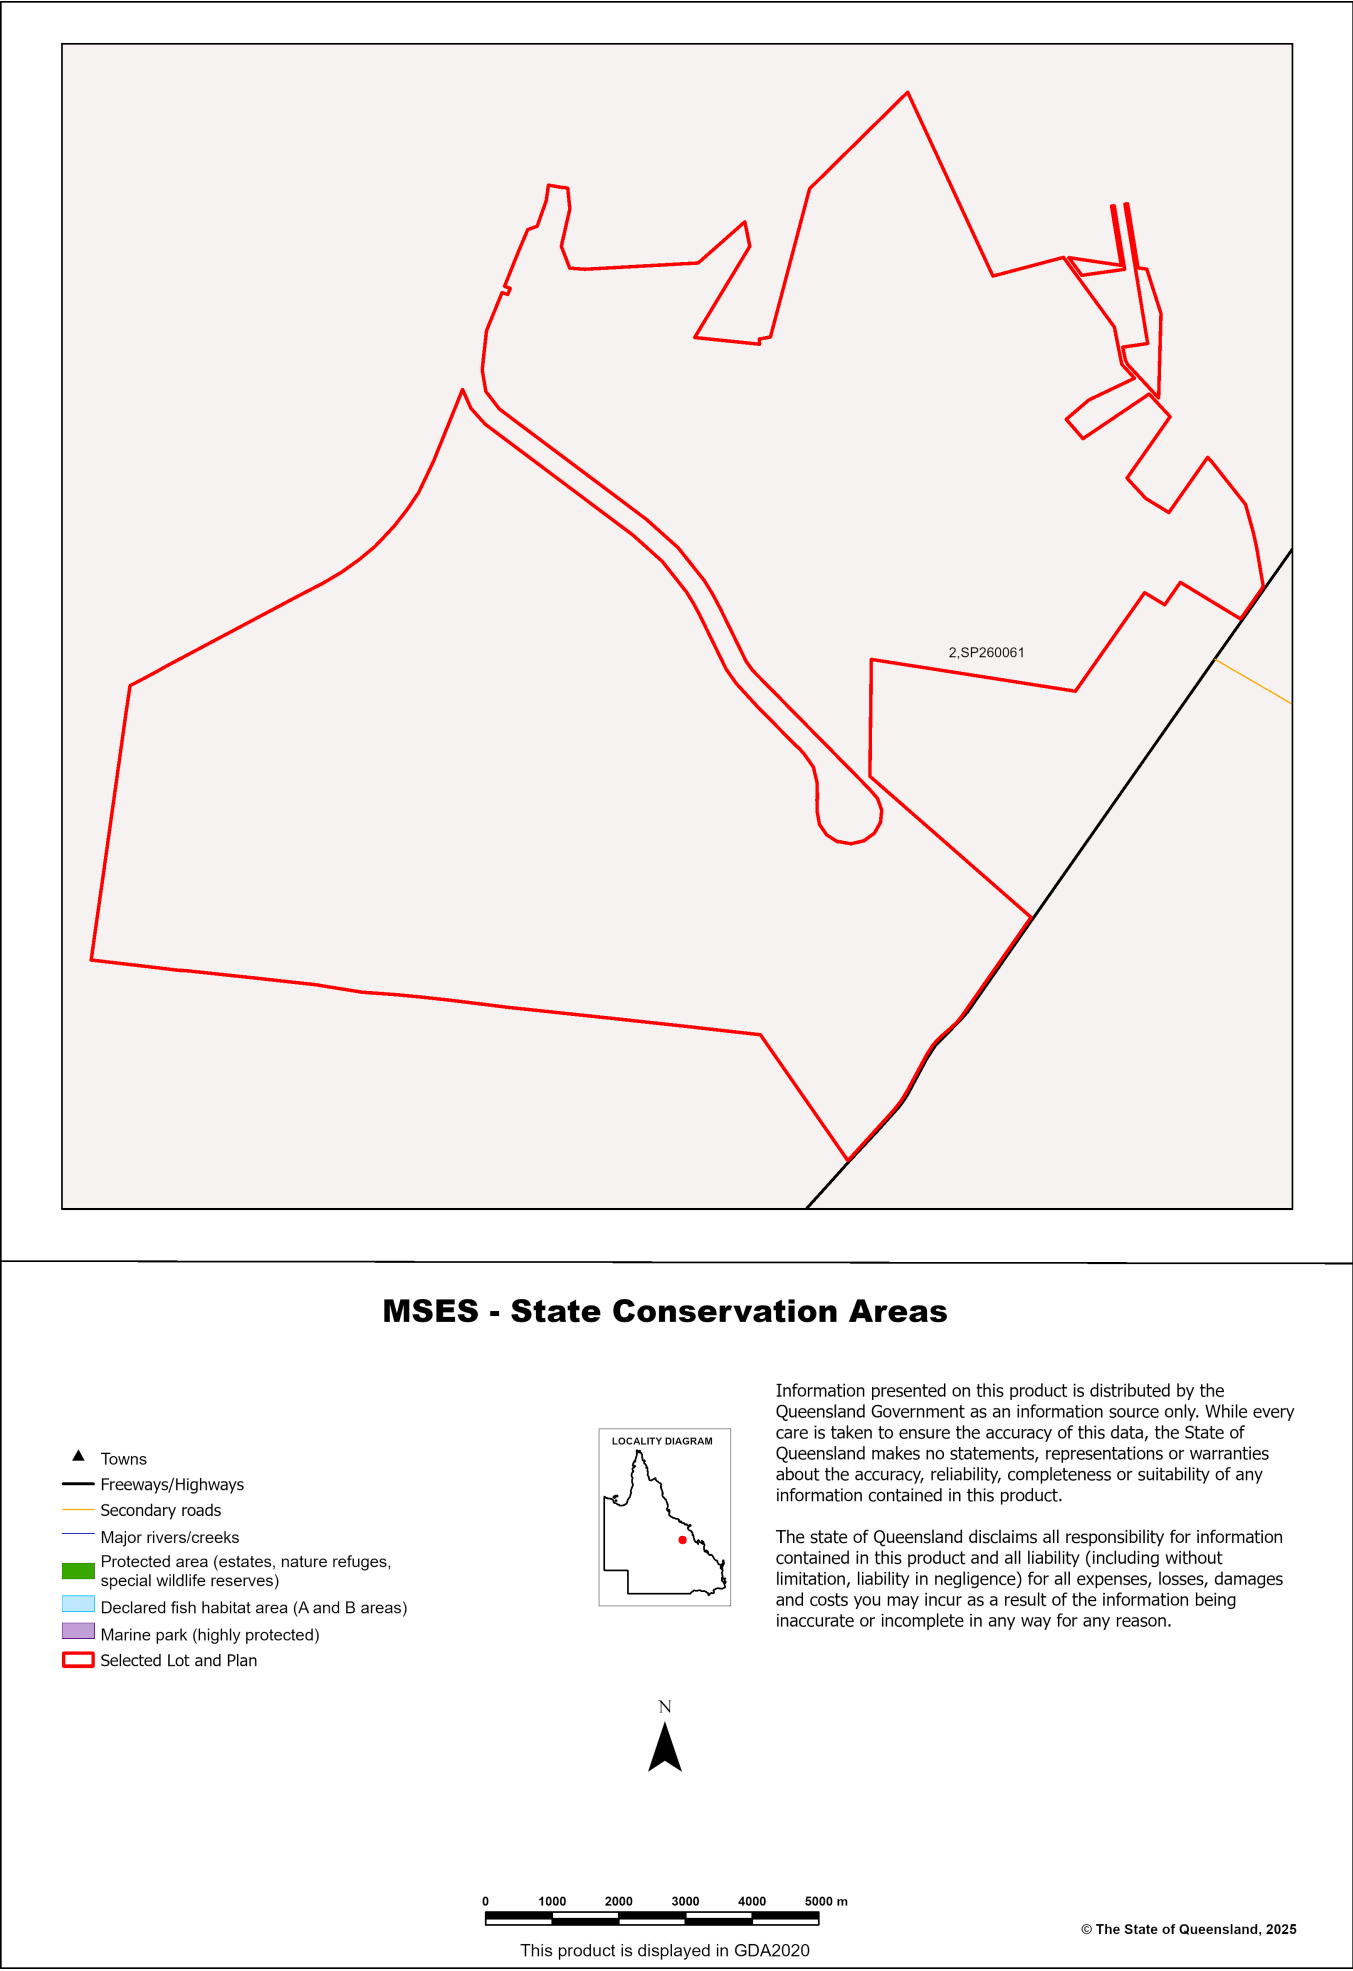 2,SP260061
MSES - State Conservation Areas
Towns
Freeways/Highways
Secondary roads
Major rivers/creeks
Protected area (estates, nature refuges,
special wildlife reserves)
Declared fish habitat area (A and B areas)
Marine park (highly protected)
Selected Lot and Plan
LOCALITY DIAGRAM
N
Information presented on this product is distributed by the
Queensland Government as an information source only. While every
care is taken to ensure the accuracy of this data, the State of
Queensland makes no statements, representations or warranties
about the accuracy, reliability, completeness or suitability of any
information contained in this product.
The state of Queensland disclaims all responsibility for information
contained in this product and all liability (including without
limitation, liability in negligence) for all expenses, losses, damages
and costs you may incur as a result of the information being
inaccurate or incomplete in any way for any reason.
0 1000 2000 3000 4000 5000 m
This product is displayed in GDA2020
© The State of Queensland, 2025